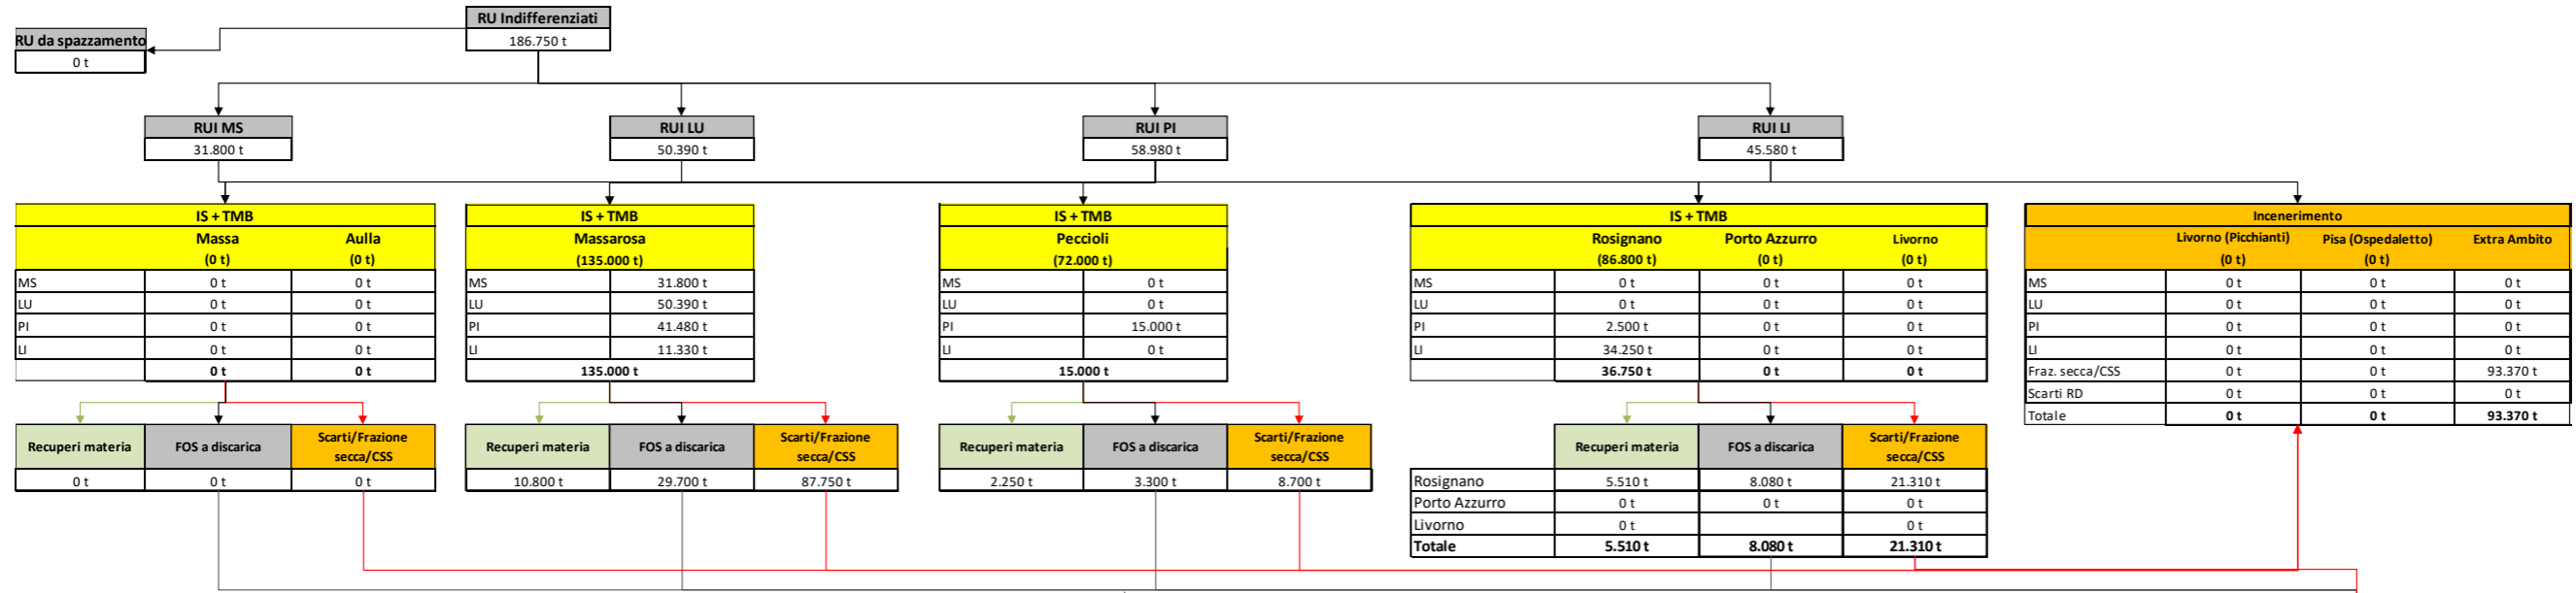 RU Indifferenziati
186.750 t
RU da spazzamento
0 t
RUI MS
31.800 t
RUI LU
50.390 t
RUI PI
58.980 t
RUI LI
45.580 t
IS + TMB
Massa Aulla
(0 t) (0 t)
MS 0 t 0 t
LU 0 t 0 t
PI 0 t 0 t
LI 0 t 0 t
0 t 0 t
Recuperi materia FOS a discarica Scarti/Frazione
secca/CSS
0 t 0 t 0 t
IS + TMB
Massarosa
(135.000 t)
MS 31.800 t
LU 50.390 t
PI 41.480 t
LI 11.330 t
135.000 t
Recuperi materia FOS a discarica Scarti/Frazione
secca/CSS
10.800 t 29.700 t 87.750 t
IS + TMB
Peccioli
(72.000 t)
MS 0 t
LU 0 t
PI 15.000 t
LI 0 t
15.000 t
Recuperi materia FOS a discarica Scarti/Frazione
secca/CSS
2.250 t 3.300 t 8.700 t
IS + TMB
Rosignano Porto Azzurro Livorno
(86.800 t) (0 t) (0 t)
MS 0 t 0 t 0 t
LU 0 t 0 t 0 t
PI 2.500 t 0 t 0 t
LI 34.250 t 0 t 0 t
36.750 t 0 t 0 t
Recuperi materia FOS a discarica Scarti/Frazione
secca/CSS
Rosignano 5.510 t 8.080 t 21.310 t
Porto Azzurro 0 t 0 t 0 t
Livorno 0 t 0 t
Totale 5.510 t 8.080 t 21.310 t
Incenerimento
Livorno (Picchianti) Pisa (Ospedaletto) Extra Ambito
(0 t) (0 t)
MS 0 t 0 t 0 t
LU 0 t 0 t 0 t
PI 0 t 0 t 0 t
LI 0 t 0 t 0 t
Fraz. secca/CSS 0 t 0 t 93.370 t
Scarti RD 0 t 0 t 0 t
Totale 0 t 0 t 93.370 t